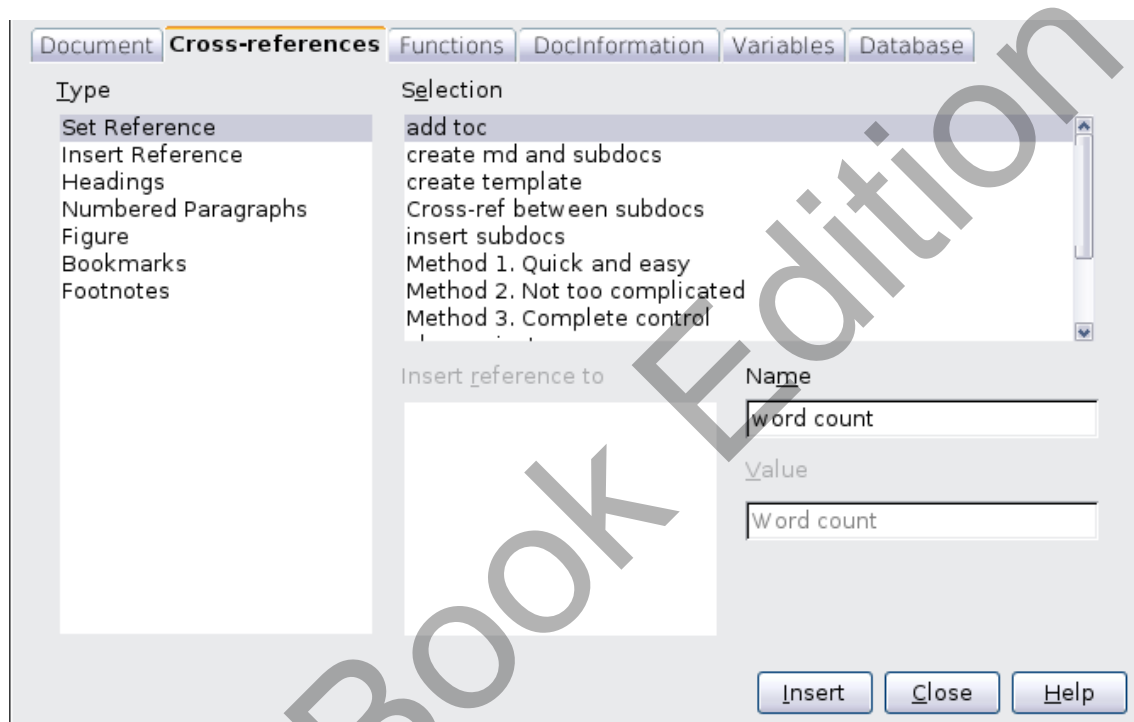 Document Cross-references Functions DocInformation Variables Database
Type
Selection
Set Reference
Insert Reference
Headings
Numbered Paragraphs
Figure
Bookmarks
Footnotes
add toc
create md and subdocs
create template
Cross-ref between subdocs
insert subdocs
Method 1. Quick and easy
Method 2. Not too complicated
Method 3. Complete control
Insert reference to
Name
word count
Value
Word count
Insert Close Help
Book Edition